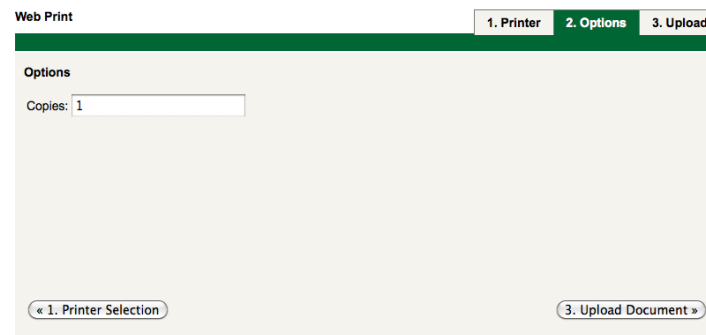 Web Print
1. Printer 2. Options 3. Upload
Options
Copies: 1
« 1. Printer Selection 3. Upload Document »